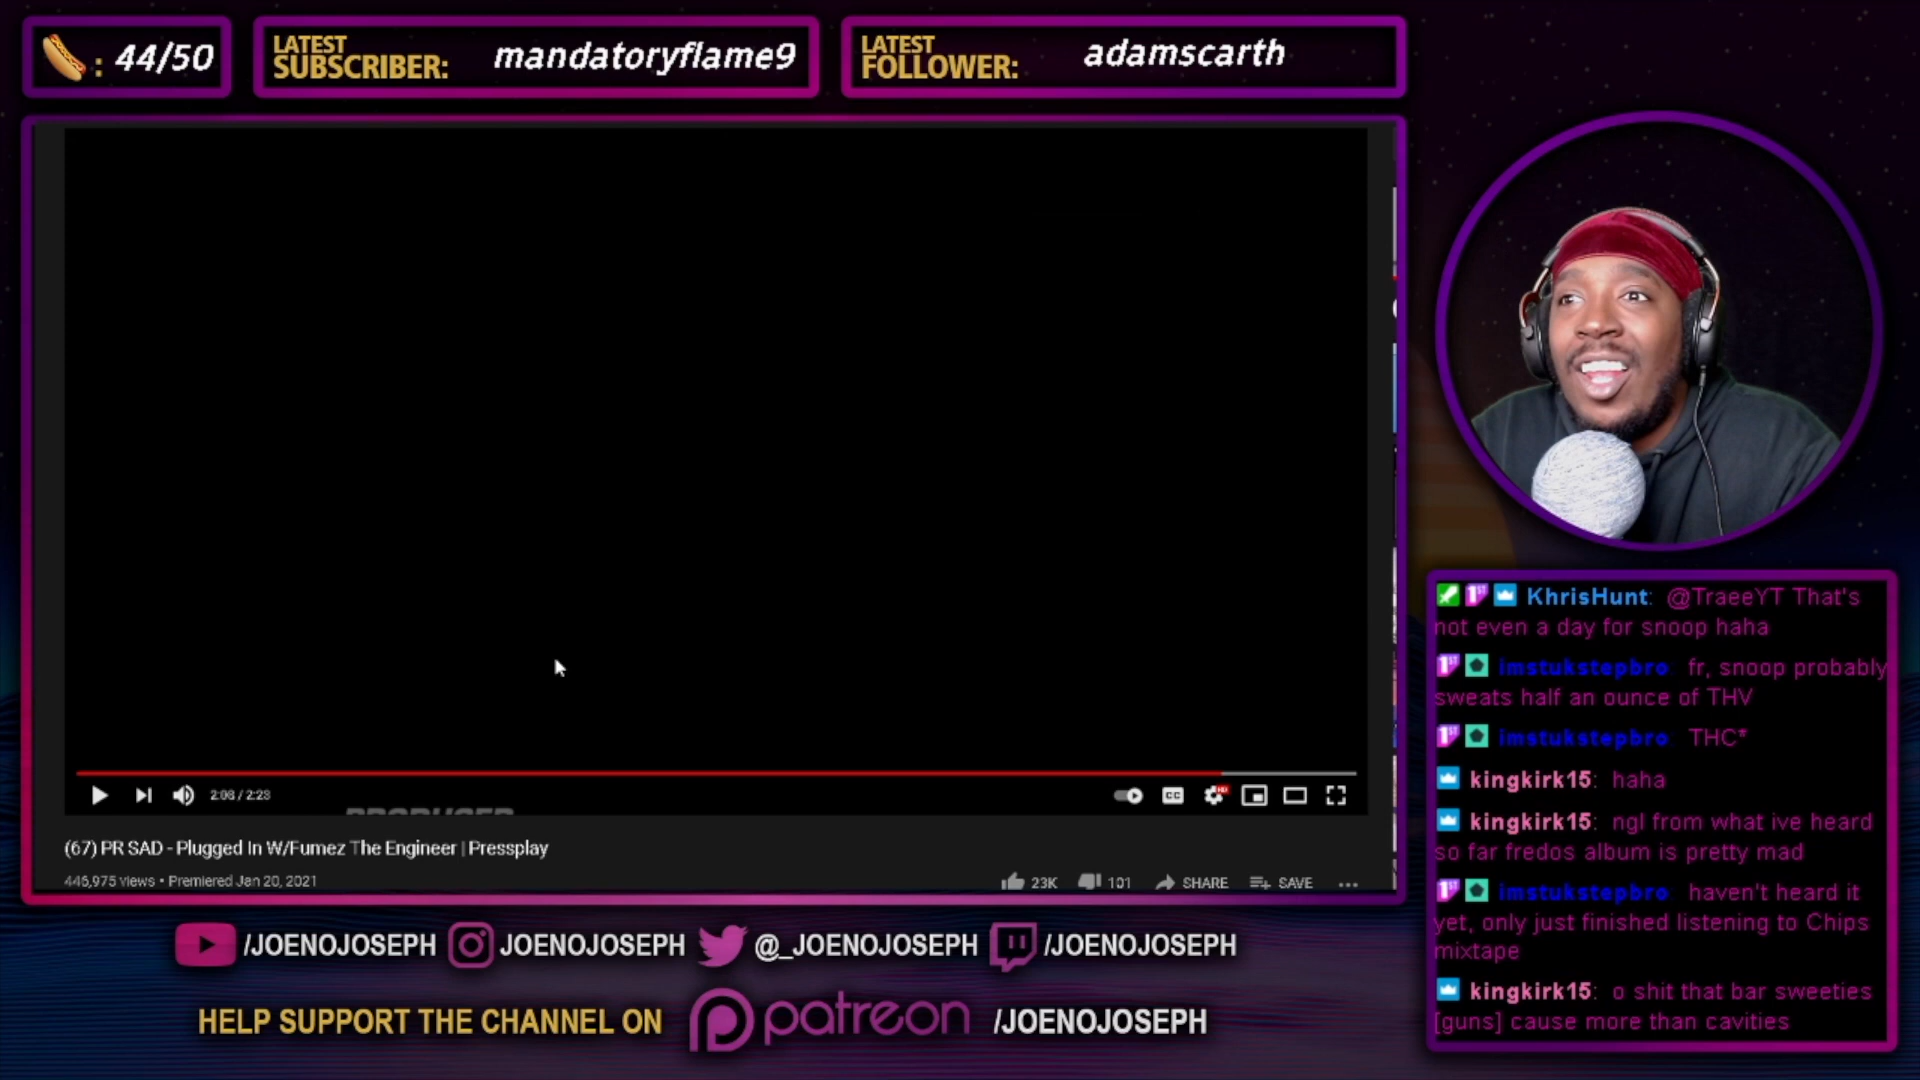 : 44/50
LATEST SUBSCRIBER: mandatoryflame9
LATEST FOLLOWER: adamscarth
2:08 / 2:23
CC
HD
PRODUCER
(67) PR SAD - Plugged In W/Fumez The Engineer | Pressplay
446,975 views • Premiered Jan 20, 2021
23K 101 SHARE SAVE ...
KhrisHunt: @TraeeYT That's
not even a day for snoop haha
imstukstepbro fr, snoop probably
sweats half an ounce of THV
imstukstepbro THC*
kingkirk15: haha
kingkirk15: ngl from what ive heard
so far fredos album is pretty mad
imstukstepbro haven't heard it
yet, only just finished listening to Chips
mixtape
kingkirk15: o shit that bar sweeties
[guns] cause more than cavities
/JOENOJOSEPH JOENOJOSEPH @_JOENOJOSEPH /JOENOJOSEPH
HELP SUPPORT THE CHANNEL ON patreon /JOENOJOSEPH